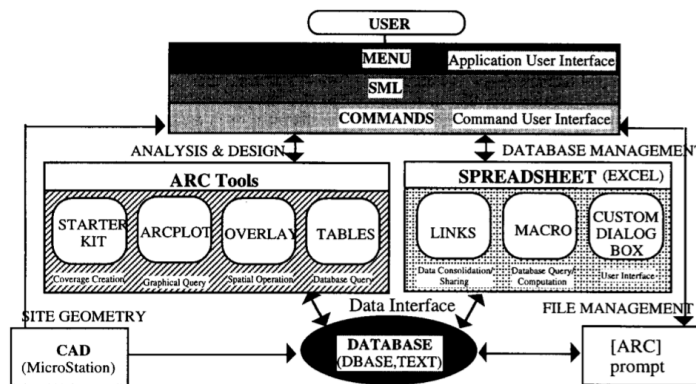 USER
MENU
Application User Interface
SML
COMMANDS
Command User Interface
ANALYSIS & DESIGN
DATABASE MANAGEMENT
ARC Tools
SPREADSHEET (EXCEL)
STARTER
KIT
ARCPLOT
OVERLAY
TABLES
LINKS
MACRO
CUSTOM
DIALOG
BOX
Coverage Creation
Graphical Query
Spatial Operation
Database Query
Data Consolidation/
Sharing
Database Query/
Computation
User Interface
Data Interface
SITE GEOMETRY
FILE MANAGEMENT
CAD
(MicroStation)
DATABASE
(DBASE,TEXT)
[ARC]
prompt